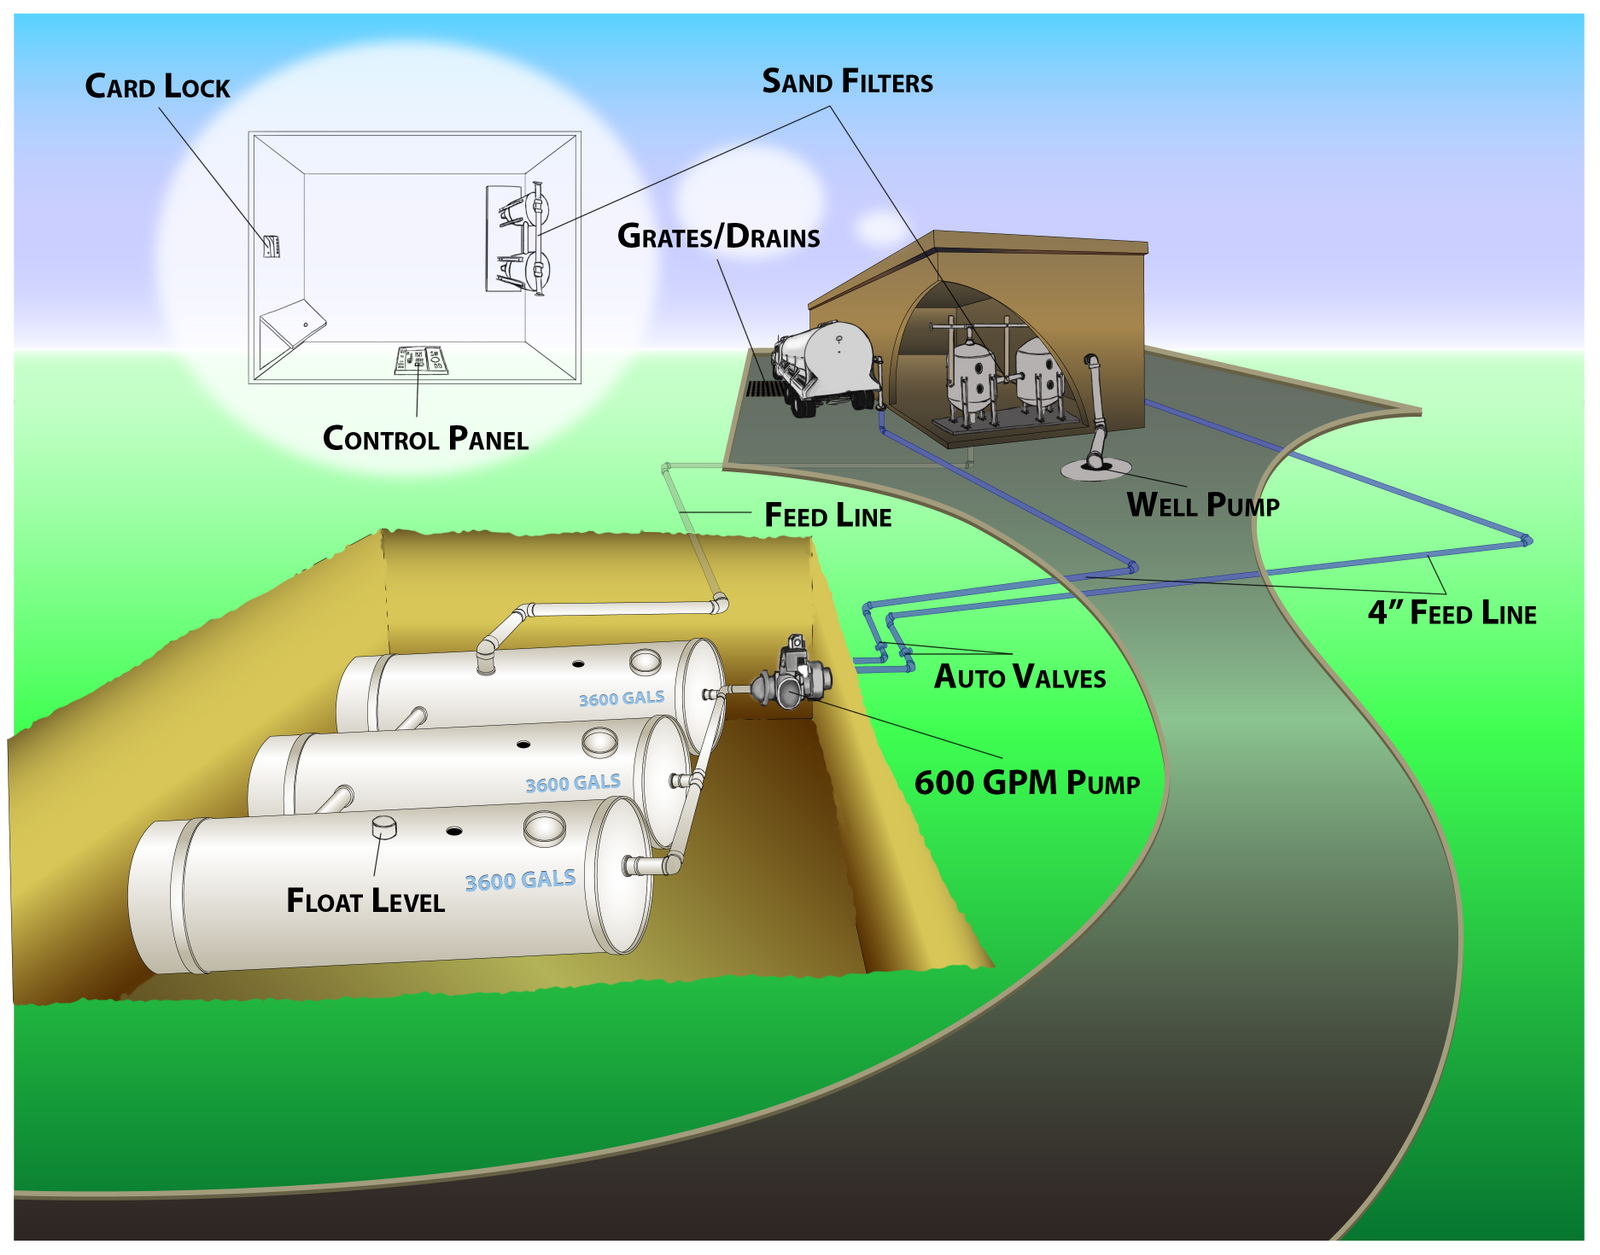 Card Lock
Sand Filters
Grates/Drains
Control Panel
Well Pump
Feed Line
4” Feed Line
Auto Valves
3600 GALS
600 GPM Pump
3600 GALS
3600 GALS
Float Level